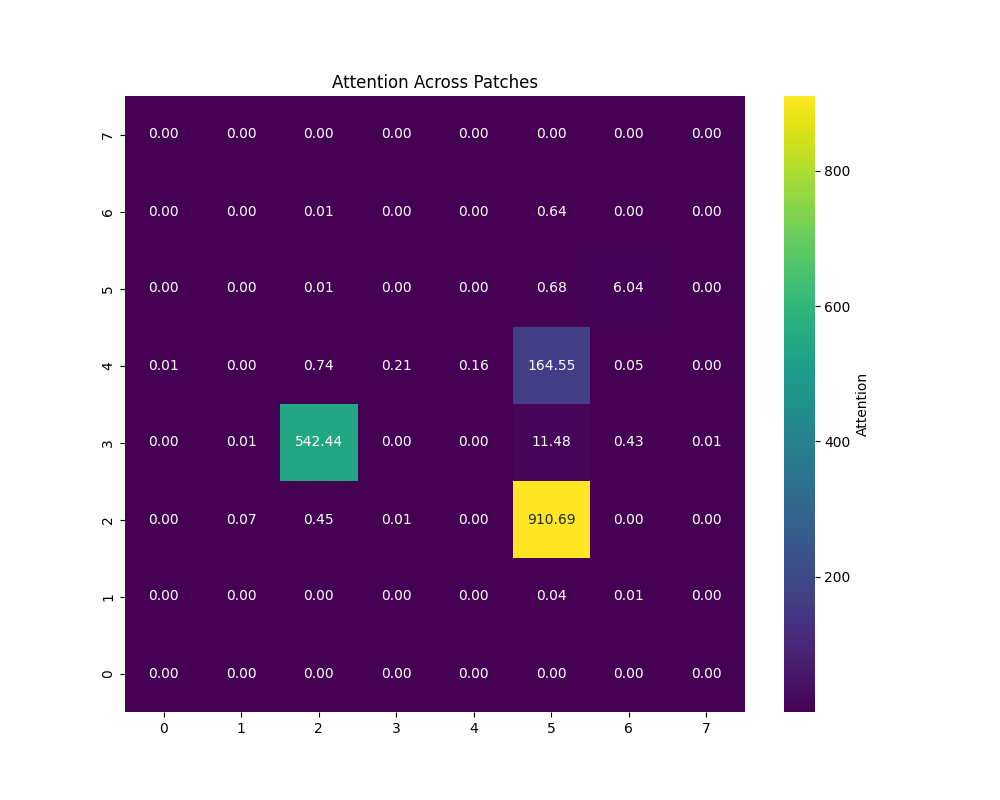 Attention Across Patches
7 0.00 0.00 0.00 0.00 0.00 0.00 0.00 0.00
6 0.00 0.00 0.01 0.00 0.00 0.64 0.00 0.00
5 0.00 0.00 0.01 0.00 0.00 0.68 6.04 0.00
4 0.01 0.00 0.74 0.21 0.16 164.55 0.05 0.00
3 0.00 0.01 542.44 0.00 0.00 11.48 0.43 0.01
2 0.00 0.07 0.45 0.01 0.00 910.69 0.00 0.00
1 0.00 0.00 0.00 0.00 0.00 0.04 0.01 0.00
0 0.00 0.00 0.00 0.00 0.00 0.00 0.00 0.00
0 1 2 3 4 5 6 7
800
600
400
200
Attention